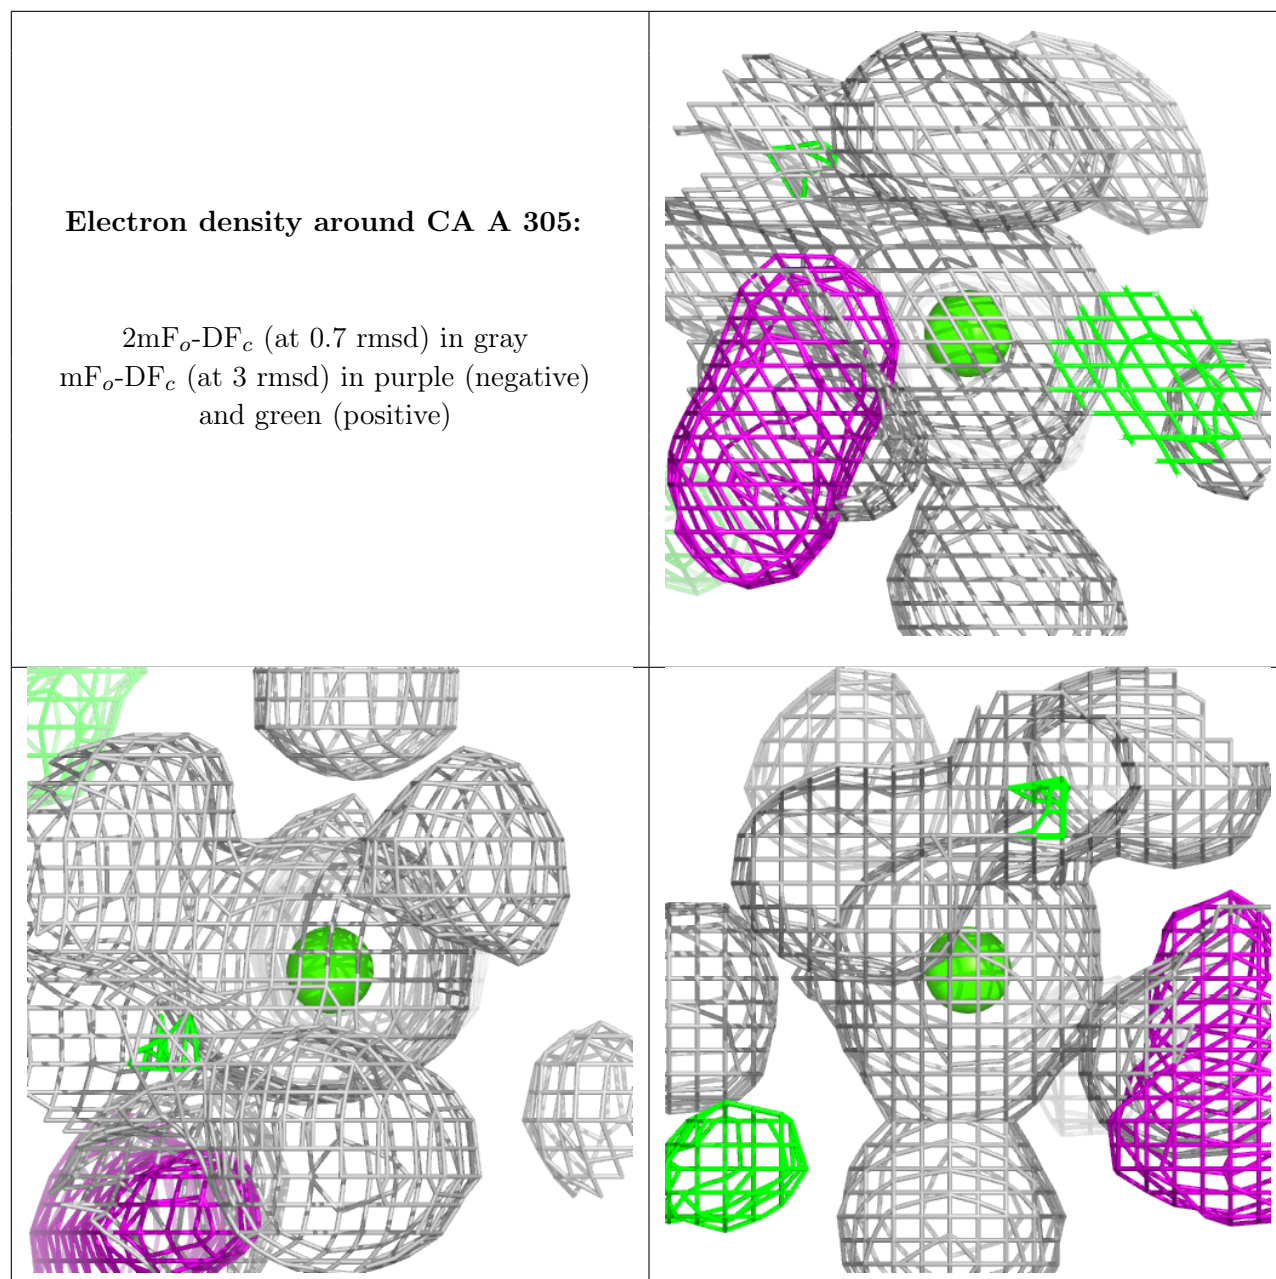 Electron density around CA A 305:
2mFo-DFc (at 0.7 rmsd) in gray
mFo-DFc (at 3 rmsd) in purple (negative)
and green (positive)